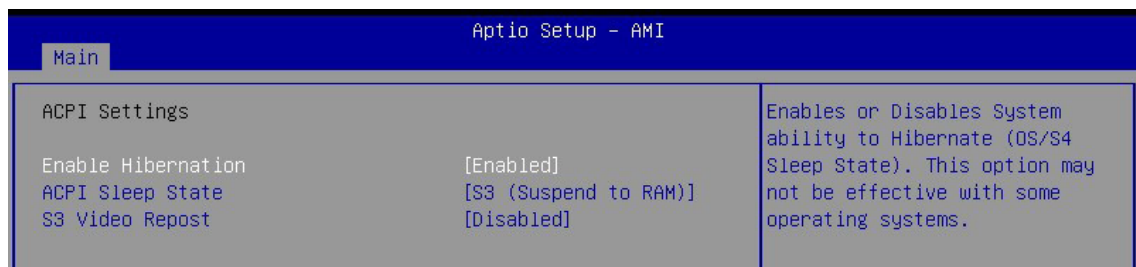 Aptio Setup – AMI
Main
ACPI Settings
Enable Hibernation [Enabled]
ACPI Sleep State [S3 (Suspend to RAM)]
S3 Video Repost [Disabled]
Enables or Disables System
ability to Hibernate (OS/S4
Sleep State). This option may
not be effective with some
operating systems.